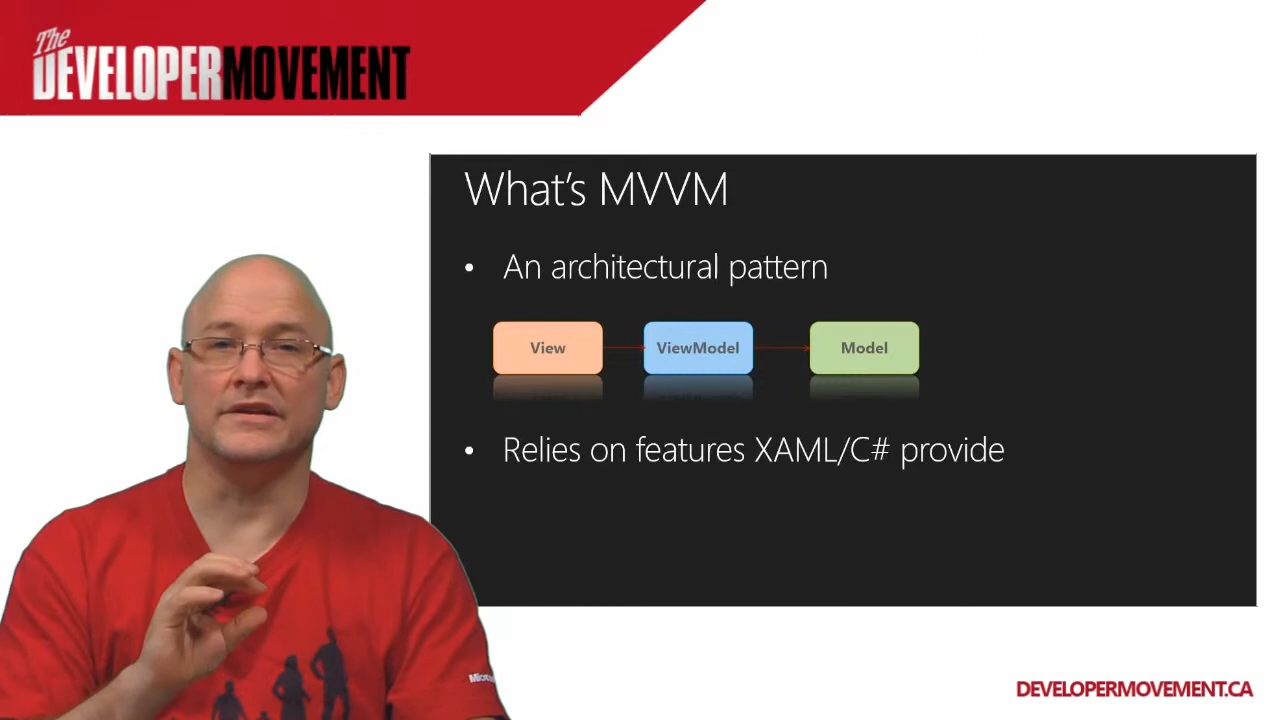 The
DEVELOPERMOVEMENT
What's MVVM
• An architectural pattern
View
ViewModel
Model
• Relies on features XAML/C# provide
DEVELOPERMOVEMENT.CA